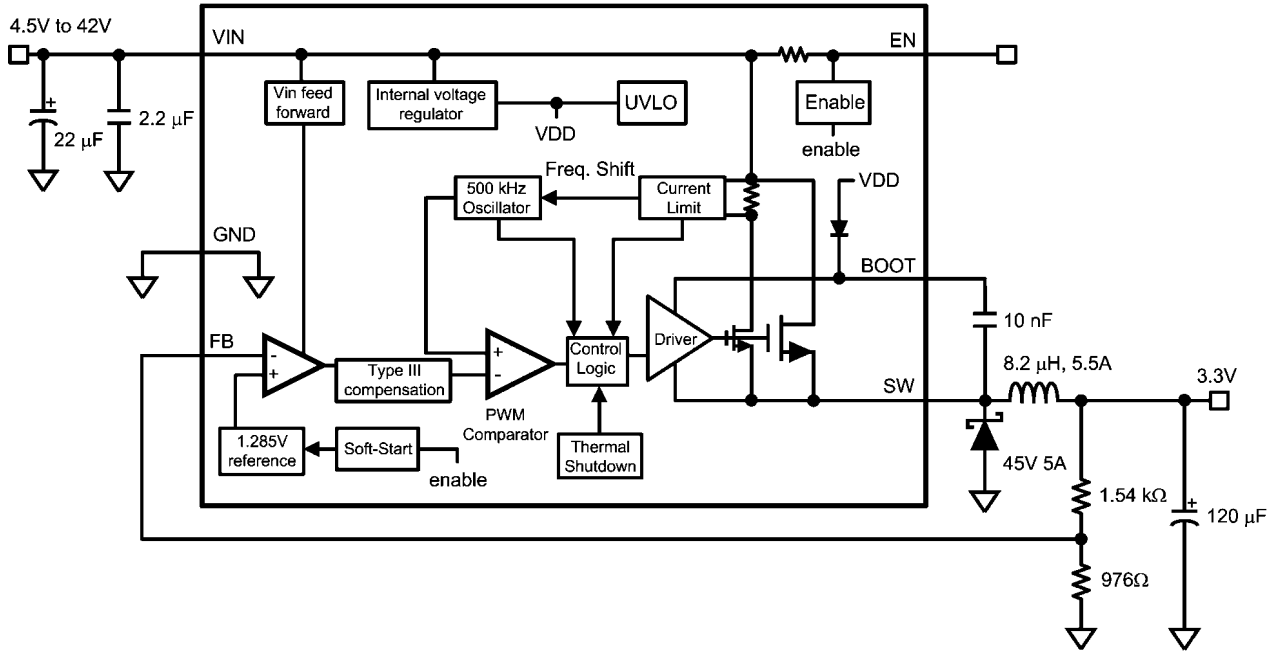 4.5V to 42V
VIN
EN
Vin feed
forward
Internal voltage
regulator
UVLO
Enable
+
22 µF
2.2 µF
VDD
enable
Freq. Shift
500 kHz
Oscillator
Current
Limit
VDD
GND
BOOT
10 nF
FB
-
+
Type III
compensation
+
-
PWM
Comparator
Control
Logic
Driver
8.2 µH, 5.5A
3.3V
SW
1.285V
reference
Soft-Start
enable
Thermal
Shutdown
45V 5A
1.54 kΩ
+
120 µF
976Ω